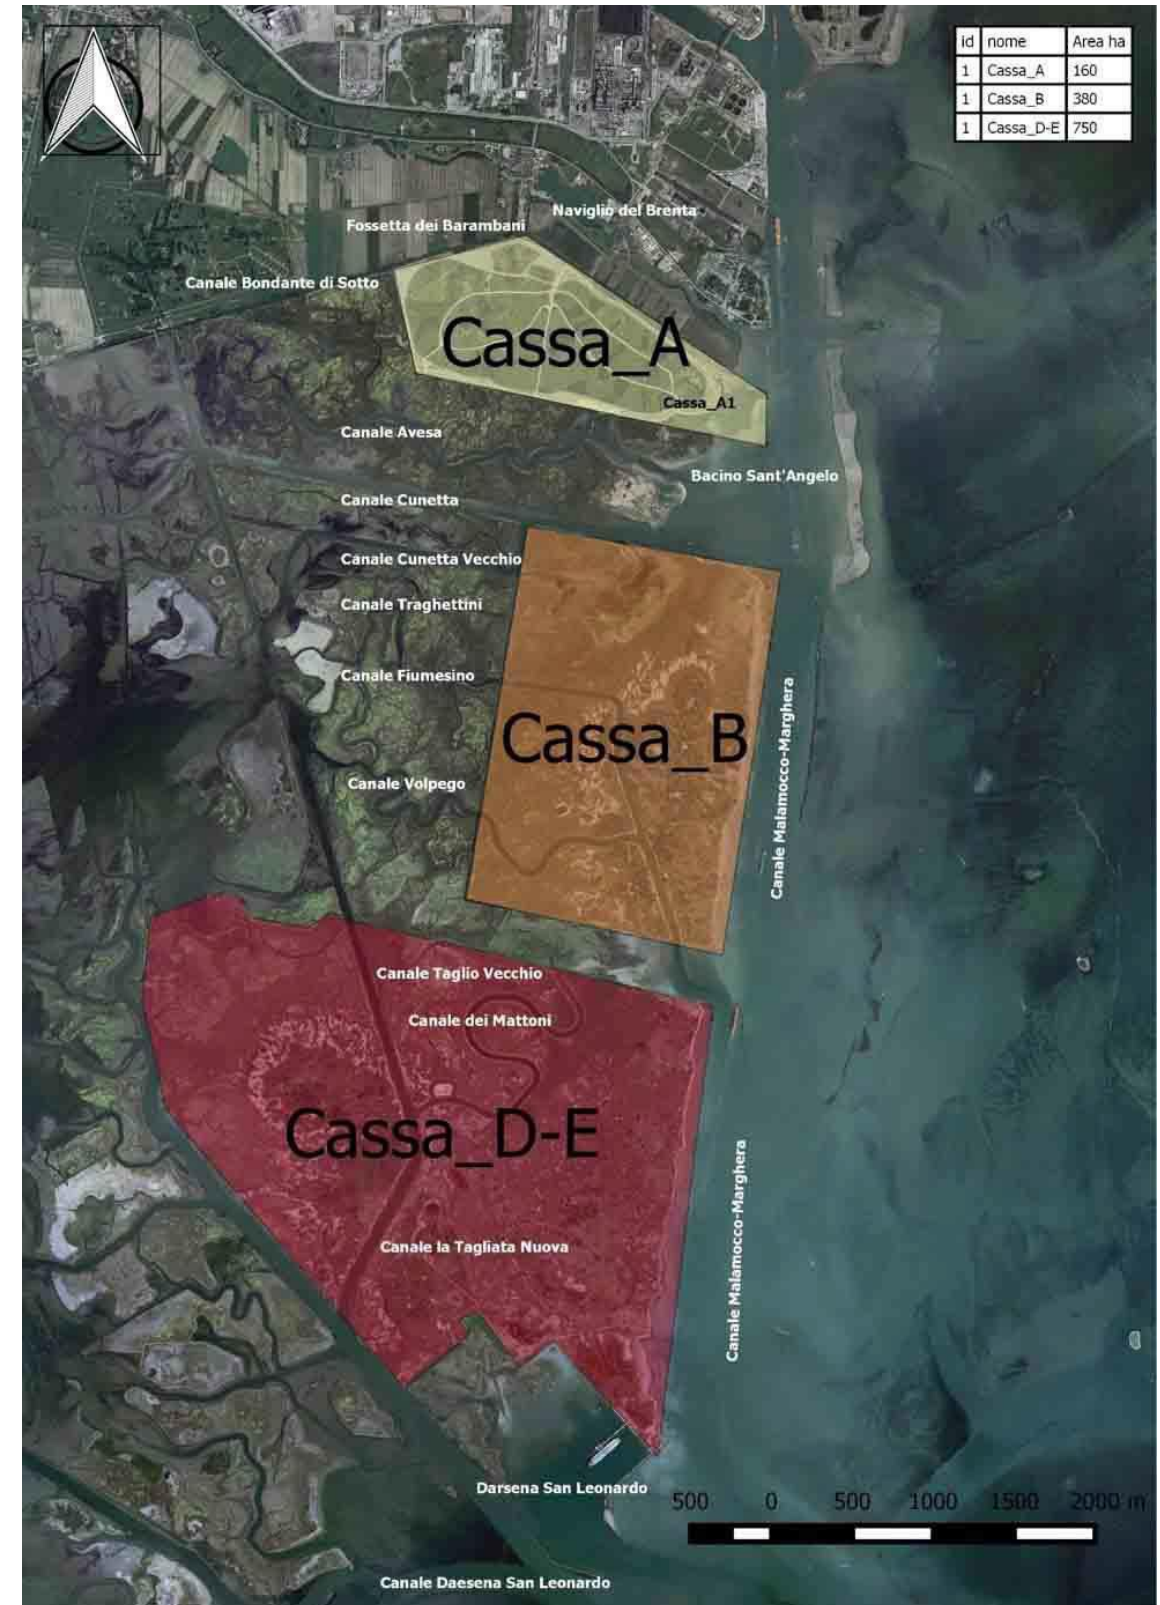 id nome Area ha
1 Cassa_A 160
1 Cassa_B 380
1 Cassa_D-E 750
Naviglio del Brenta
Fossetta dei Barambani
Canale Bondante di Sotto
Cassa_A
Cassa_A1
Canale Avesa
Bacino Sant'Angelo
Canale Cunetta
Canale Cunetta Vecchio
Canale Traghettini
Canale Fiumesino
Cassa_B
Canale Volpego
Canale Malamocco-Marghera
Canale Taglio Vecchio
Canale dei Mattoni
Cassa_D-E
Canale la Tagliata Nuova
Canale Malamocco-Marghera
Darsena San Leonardo
500 0 500 1000 1500 2000 m
Canale Daesena San Leonardo